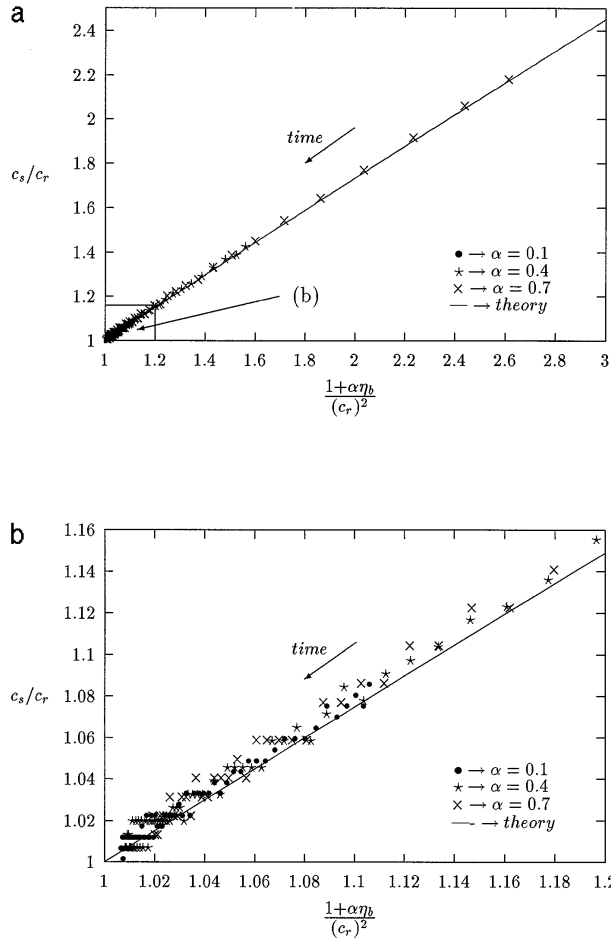 a
2.4
2.2
2
1.8
1.6
1.4
1.2
1
c_s/c_r
time
(b)
• → α = 0.1
⋆ → α = 0.4
× → α = 0.7
— → theory
1 1.2 1.4 1.6 1.8 2 2.2 2.4 2.6 2.8 3
1+αη_b
(c_r)^2
b
1.16
1.14
1.12
1.1
1.08
1.06
1.04
1.02
1
c_s/c_r
time
• → α = 0.1
⋆ → α = 0.4
× → α = 0.7
— → theory
1 1.02 1.04 1.06 1.08 1.1 1.12 1.14 1.16 1.18 1.2
1+αη_b
(c_r)^2